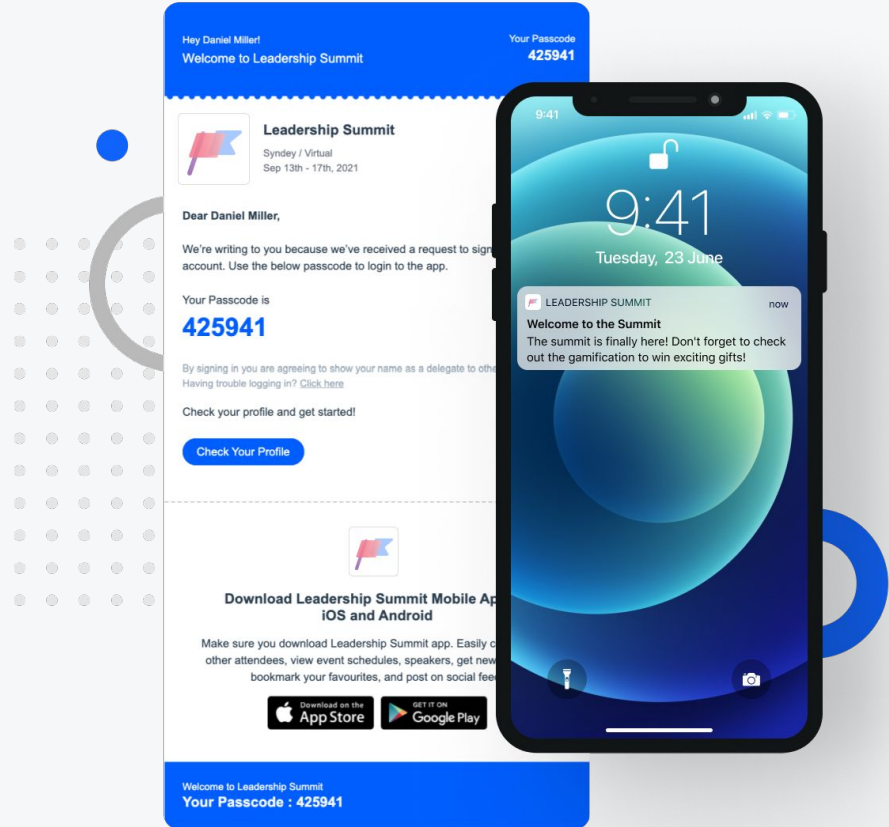 Hey Daniel Miller!
Welcome to Leadership Summit
Your Passcode
425941
Leadership Summit
Syndey / Virtual
Sep 13th - 17th, 2021
Dear Daniel Miller,
We're writing to you because we've received a request to sign
account. Use the below passcode to login to the app.
Your Passcode is
425941
By signing in you are agreeing to show your name as a delegate to othe
Having trouble logging in? Click here
Check your profile and get started!
Check Your Profile
Download Leadership Summit Mobile Ap
iOS and Android
Make sure you download Leadership Summit app. Easily c
other attendees, view event schedules, speakers, get new
bookmark your favourites, and post on social fee
Download on the
App Store
GET IT ON
Google Play
Welcome to Leadership Summit
Your Passcode : 425941
9:41
9:41
Tuesday, 23 June
LEADERSHIP SUMMIT
now
Welcome to the Summit
The summit is finally here! Don't forget to check
out the gamification to win exciting gifts!